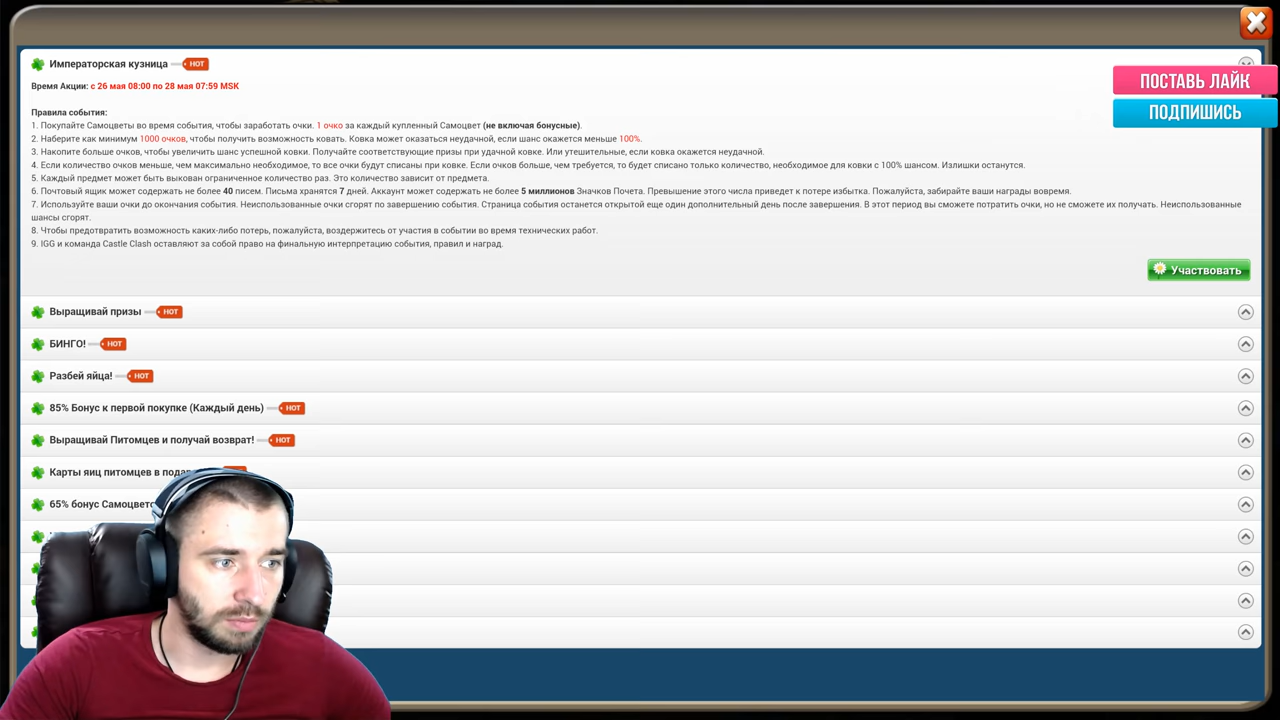 Императорская кузница HOT
Время Акции: с 26 мая 08:00 по 28 мая 07:59 MSK
ПОСТАВЬ ЛАЙК
ПОДПИШИСЬ
Правила события:
1. Покупайте Самоцветы во время события, чтобы заработать очки. 1 очко за каждый купленный Самоцвет (не включая бонусные).
2. Наберите как минимум 1000 очков, чтобы получить возможность ковать. Ковка может оказаться неудачной, если шанс окажется меньше 100%.
3. Накопите больше очков, чтобы увеличить шанс успешной ковки. Получайте соответствующие призы при удачной ковке. Или утешительные, если ковка окажется неудачной.
4. Если количество очков меньше, чем максимально необходимое, то все очки будут списаны при ковке. Если очков больше, чем требуется, то будет списано только количество, необходимое для ковки с 100% шансом. Излишки останутся.
5. Каждый предмет может быть выкован ограниченное количество раз. Это количество зависит от предмета.
6. Почтовый ящик может содержать не более 40 писем. Письма хранятся 7 дней. Аккаунт может содержать не более 5 миллионов Значков Почета. Превышение этого числа приведет к потере избытка. Пожалуйста, забирайте ваши награды вовремя.
7. Используйте ваши очки до окончания события. Неиспользованные очки сгорят по завершению события. Страница события останется открытой еще один дополнительный день после завершения. В этот период вы сможете потратить очки, но не сможете их получать. Неиспользованные
шансы сгорят.
8. Чтобы предотвратить возможность каких-либо потерь, пожалуйста, воздержитесь от участия в событии во время технических работ.
9. IGG и команда Castle Clash оставляют за собой право на финальную интерпретацию события, правил и наград.
Участвовать
Выращивай призы HOT
БИНГО! HOT
Разбей яйца! HOT
85% Бонус к первой покупке (Каждый день) HOT
Выращивай Питомцев и получай возврат! HOT
Карты яиц питомцев в
65% бонус